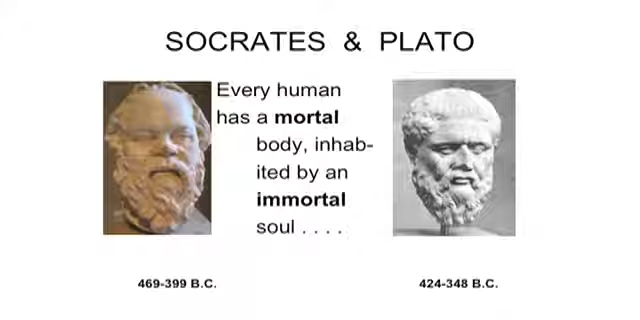 SOCRATES & PLATO
Every human
has a mortal
body, inhab-
ited by an
immortal
soul . . . .
469-399 B.C.
424-348 B.C.